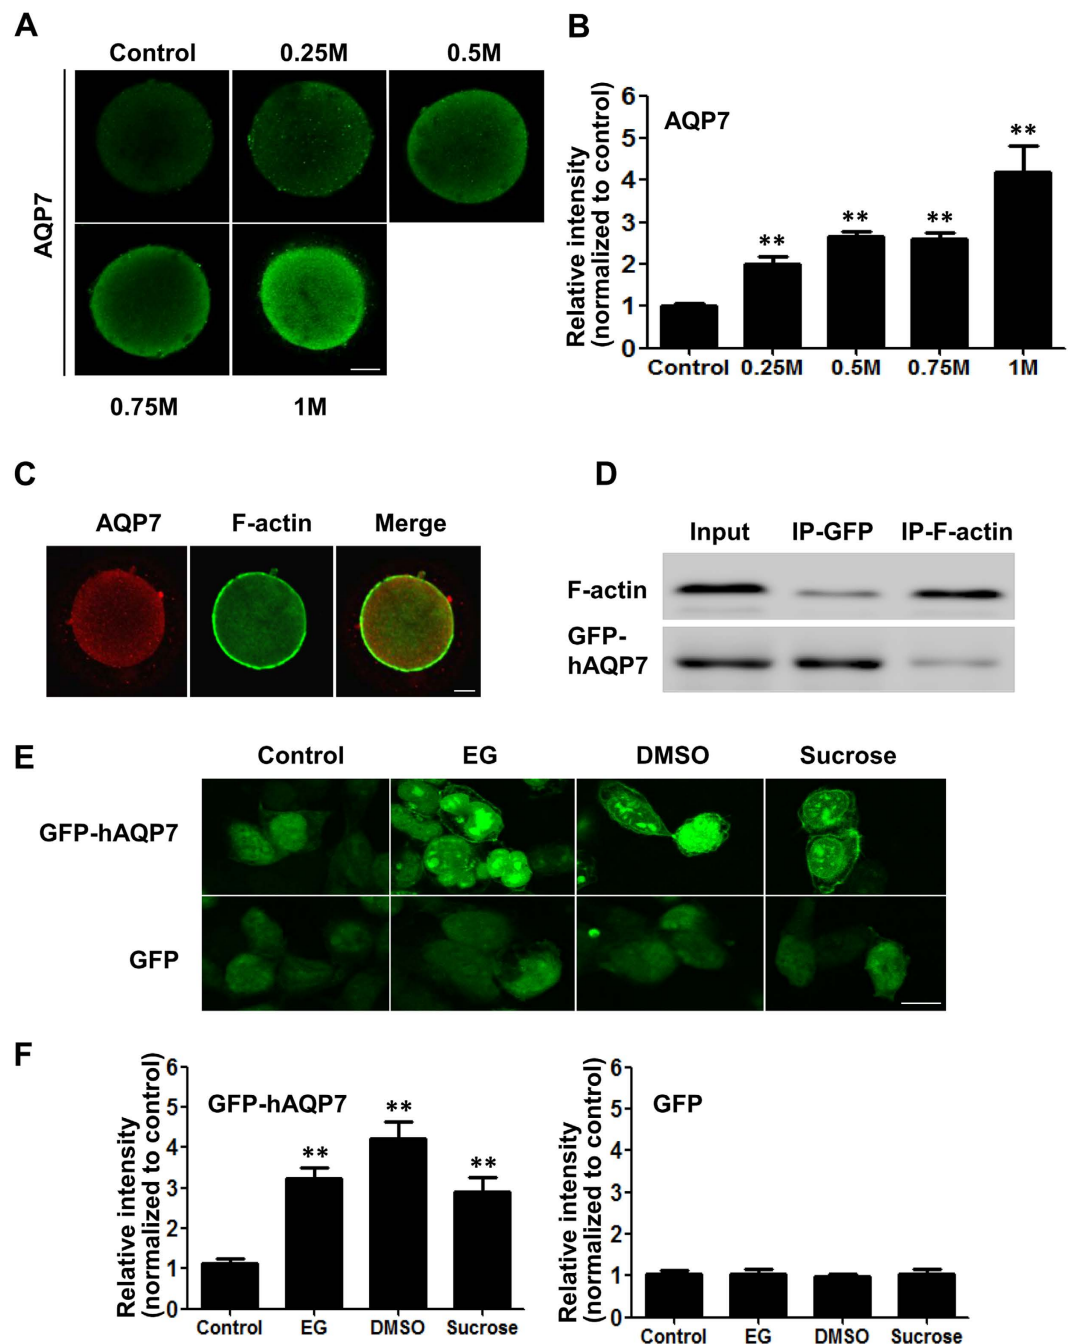 A
Control 0.25M 0.5M
AQP7
0.75M 1M
B
Relative intensity
(normalized to control)
AQP7
6
5
4
3
2
1
0
** ** ** **
Control 0.25M 0.5M 0.75M 1M
C
AQP7 F-actin Merge
D
Input IP-GFP IP-F-actin
F-actin
GFP-
hAQP7
E
Control EG DMSO Sucrose
GFP-hAQP7
GFP
F
Relative intensity
(normalized to control)
GFP-hAQP7
6
5
4
3
2
1
0
** ** **
Control EG DMSO Sucrose
Relative intensity
(normalized to control)
GFP
6
5
4
3
2
1
0
Control EG DMSO Sucrose